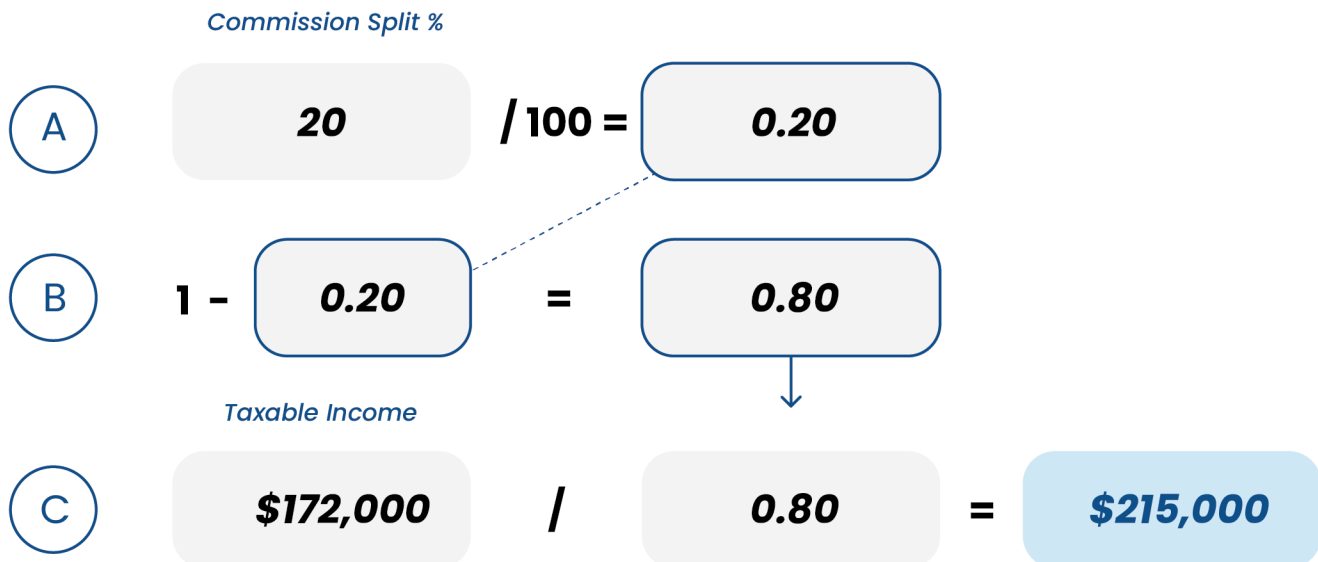 Commission Split %
A 20 / 100 = 0.20
B 1 - 0.20 = 0.80
Taxable Income
C $172,000 / 0.80 = $215,000